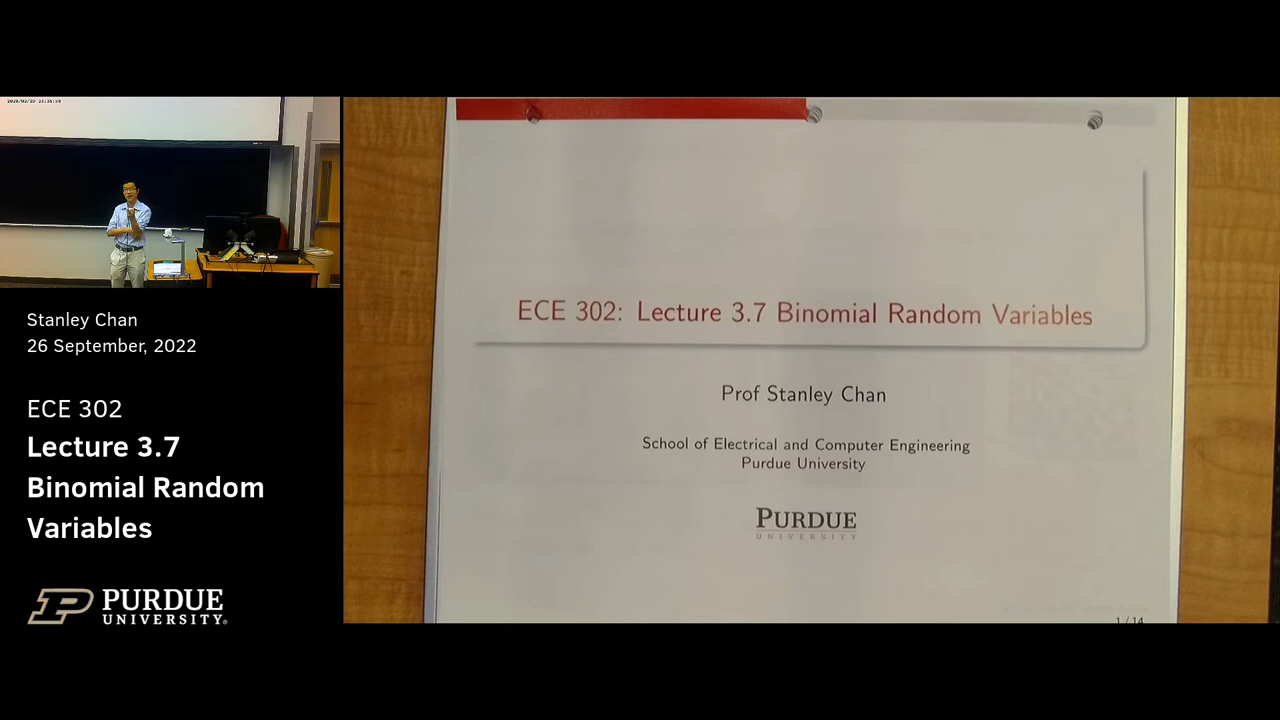 Stanley Chan
26 September, 2022
ECE 302
Lecture 3.7
Binomial Random
Variables
PURDUE
UNIVERSITY®
ECE 302: Lecture 3.7 Binomial Random Variables
Prof Stanley Chan
School of Electrical and Computer Engineering
Purdue University
PURDUE
UNIVERSITY
1 / 14